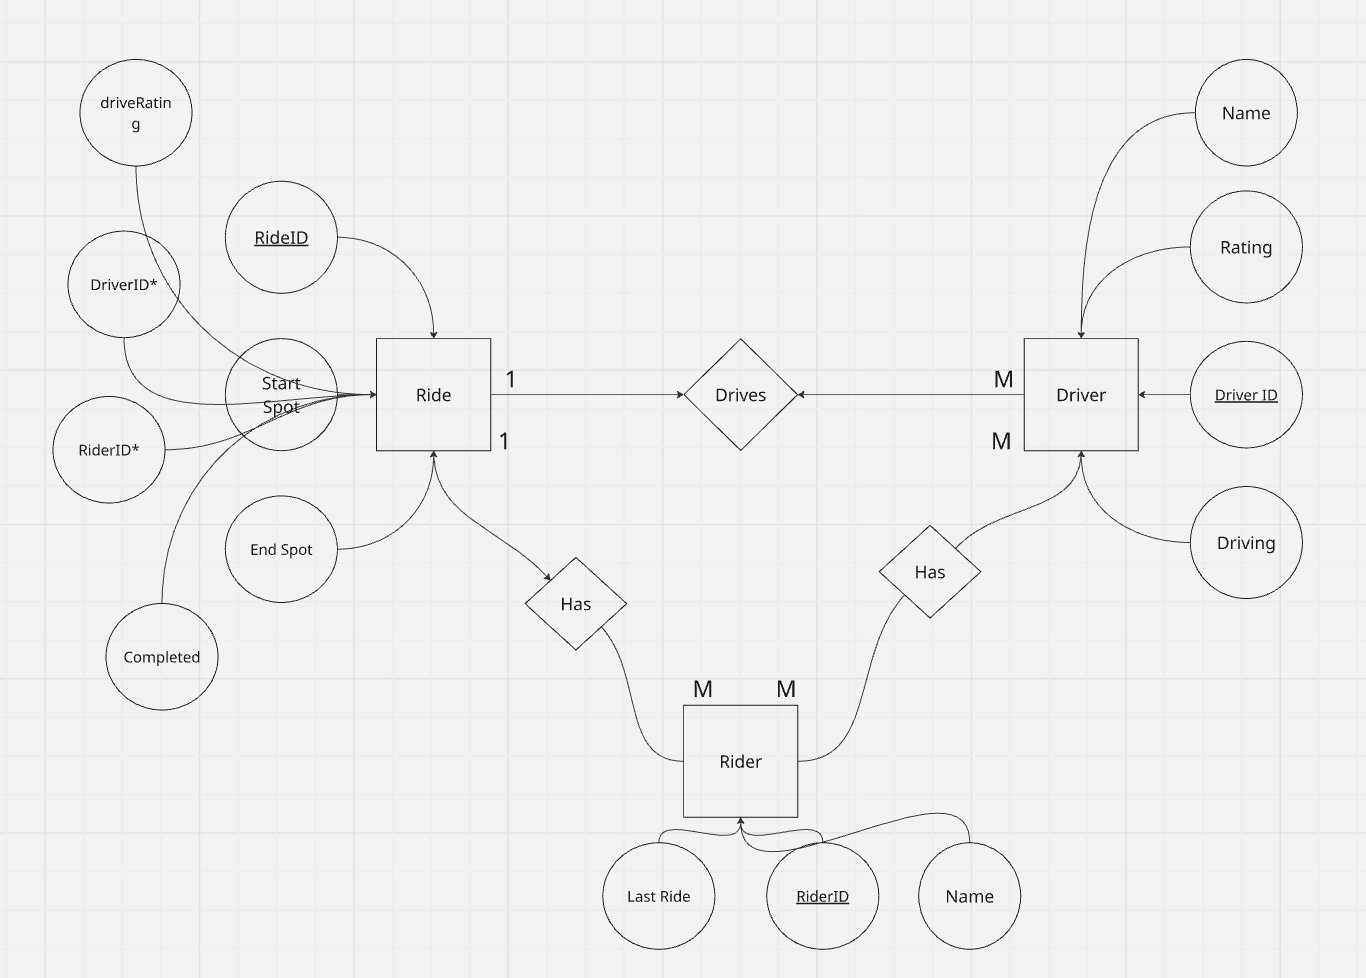 driveRatin
g
Name
RideID
Rating
DriverID*
Start
Spot
Ride
1
Drives
M
Driver
Driver ID
1
M
RiderID*
End Spot
Driving
Has
Has
Completed
M
M
Rider
Last Ride
RiderID
Name